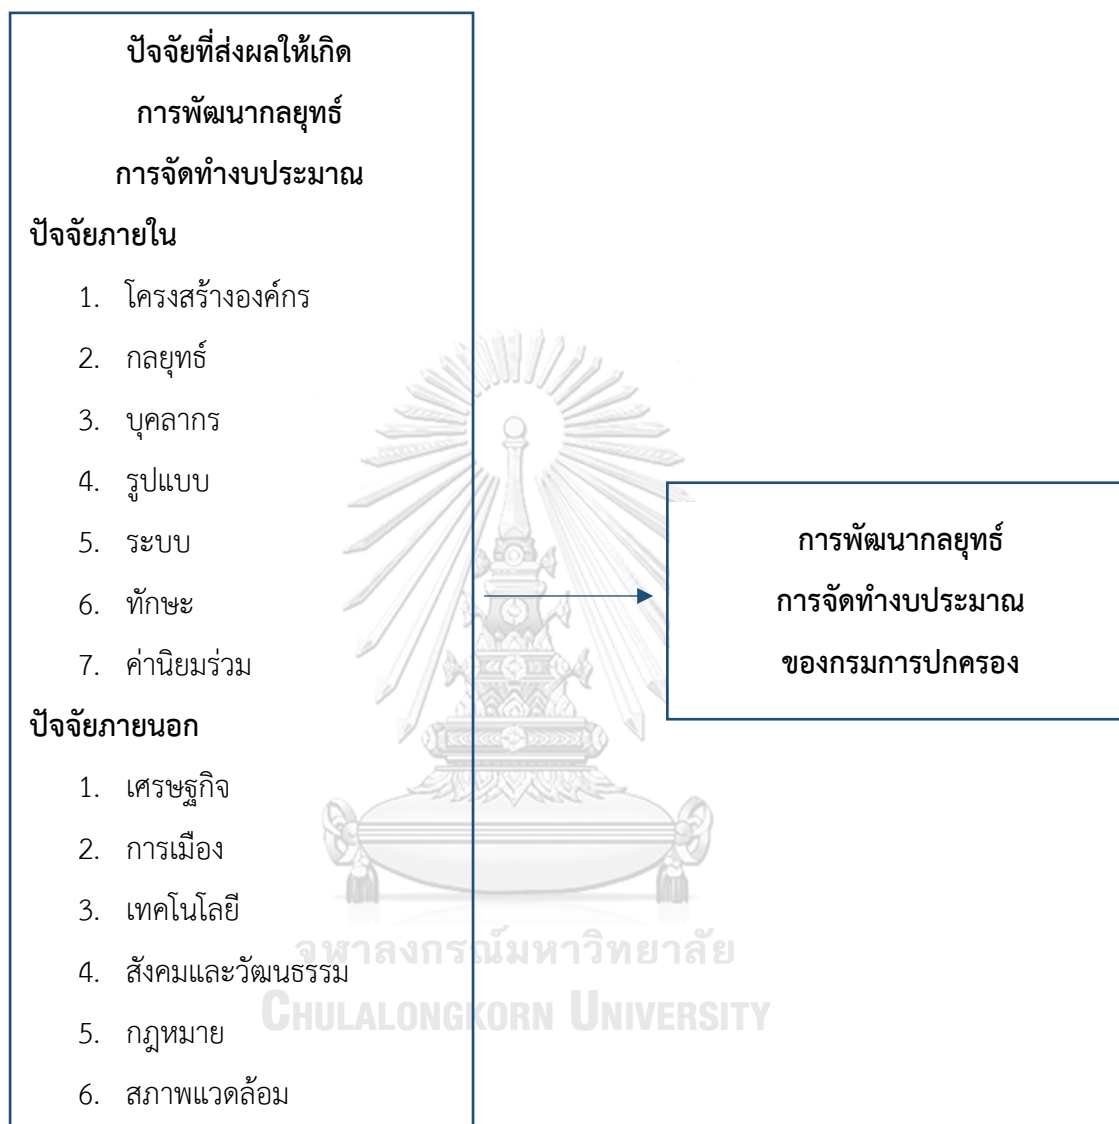 ปัจจัยที่ส่งผลให้เกิด
การพัฒนากลยุทธ์
การจัดทำงบประมาณ
ปัจจัยภายใน
1. โครงสร้างองค์กร
2. กลยุทธ์
3. บุคลากร
4. รูปแบบ
5. ระบบ
6. ทักษะ
7. ค่านิยมร่วม
ปัจจัยภายนอก
1. เศรษฐกิจ
2. การเมือง
3. เทคโนโลยี
4. สังคมและวัฒนธรรม
5. กฎหมาย
6. สภาพแวดล้อม
การพัฒนากลยุทธ์
การจัดทำงบประมาณ
ของกรมการปกครอง
จุฬาลงกรณ์มหาวิทยาลัย
CHULALONGKORN UNIVERSITY